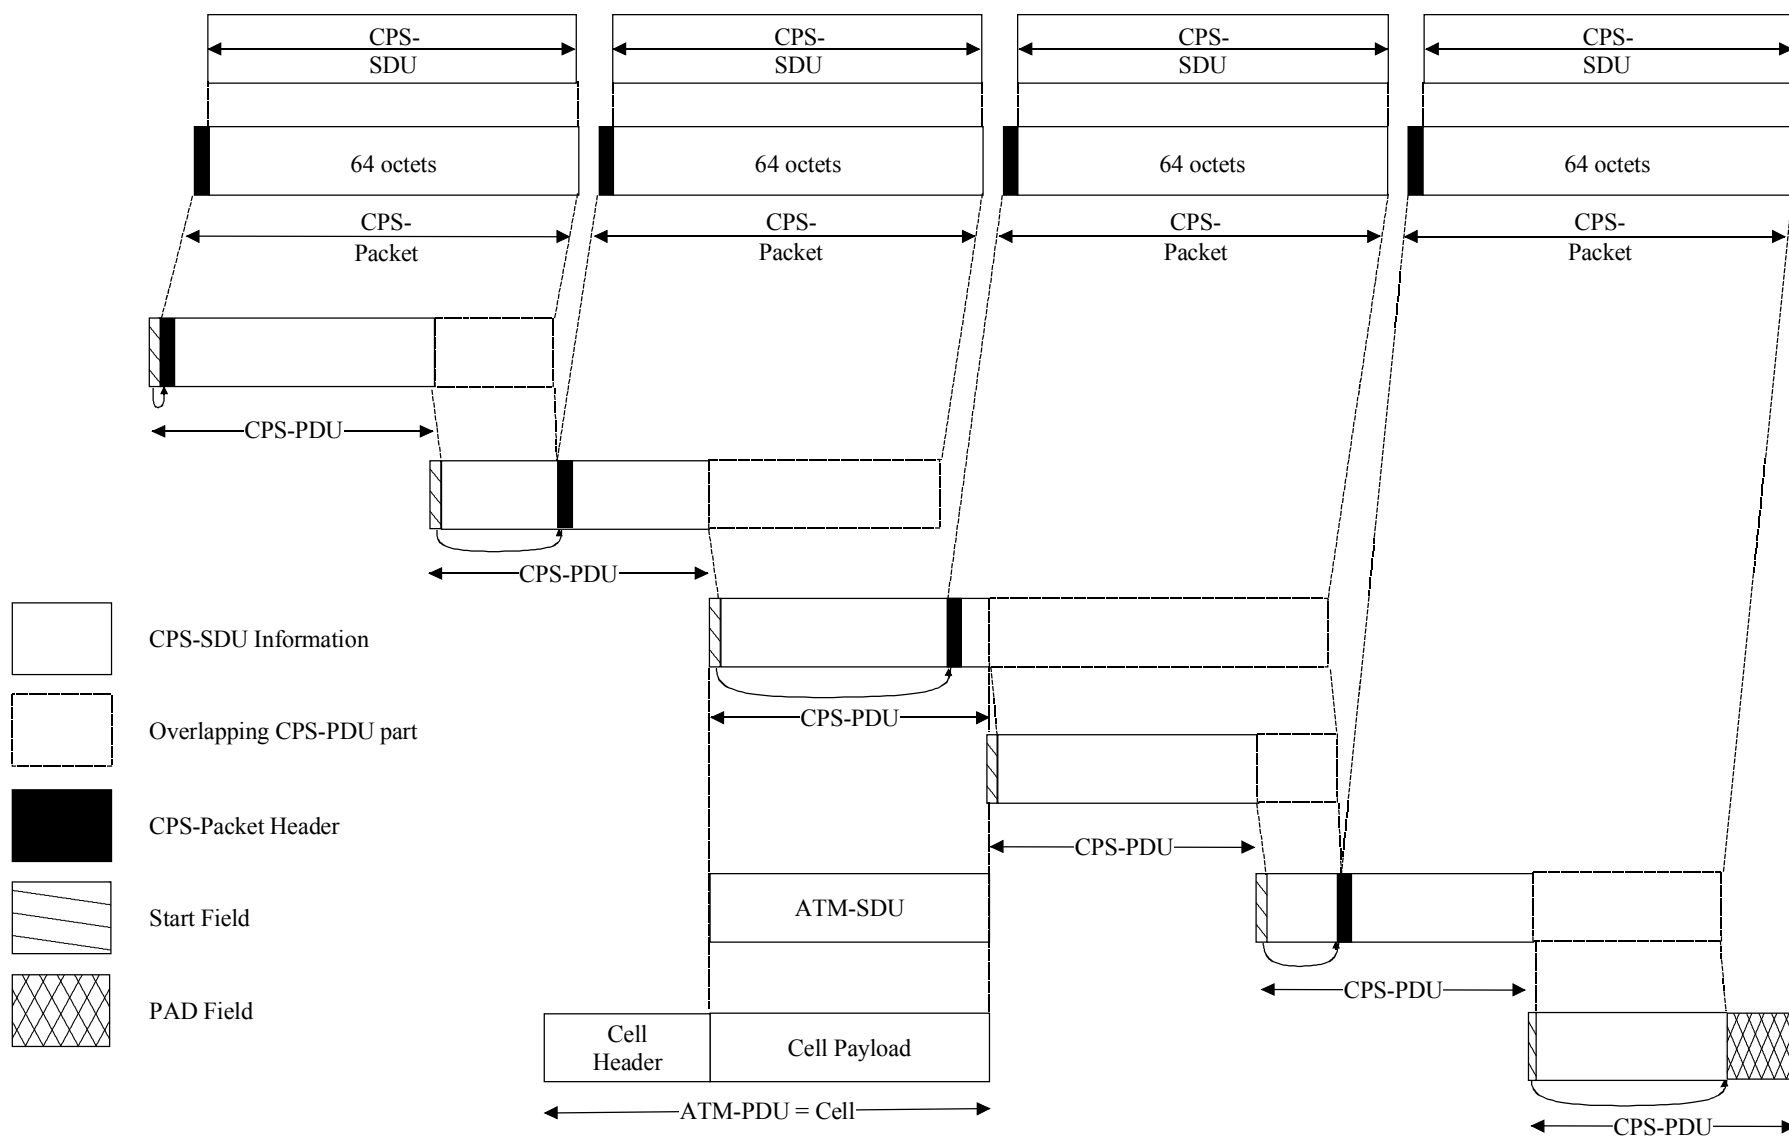 CPS-
SDU
CPS-
SDU
CPS-
SDU
CPS-
SDU
64 octets
64 octets
64 octets
64 octets
CPS-
Packet
CPS-
Packet
CPS-
Packet
CPS-
Packet
CPS-PDU
CPS-PDU
CPS-SDU Information
CPS-PDU
Overlapping CPS-PDU part
CPS-Packet Header
CPS-PDU
ATM-SDU
Start Field
CPS-PDU
PAD Field
Cell
Header
Cell Payload
ATM-PDU = Cell
CPS-PDU